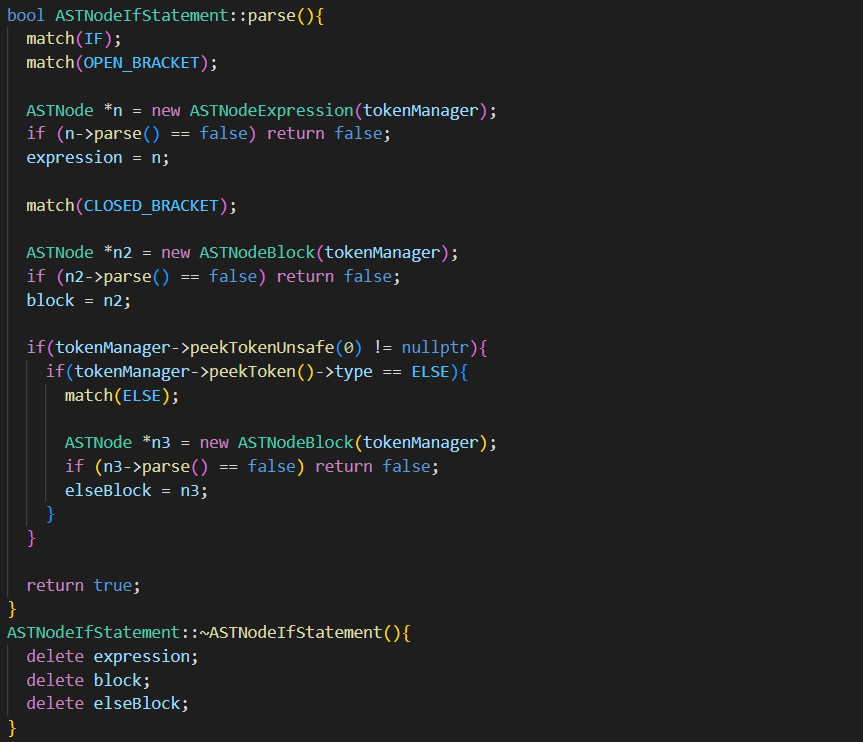 bool ASTNodeIfStatement::parse(){
  match(IF);
  match(OPEN_BRACKET);

  ASTNode *n = new ASTNodeExpression(tokenManager);
  if (n->parse() == false) return false;
  expression = n;

  match(CLOSED_BRACKET);

  ASTNode *n2 = new ASTNodeBlock(tokenManager);
  if (n2->parse() == false) return false;
  block = n2;

  if(tokenManager->peekTokenUnsafe(0) != nullptr){
    if(tokenManager->peekToken()->type == ELSE){
      match(ELSE);

      ASTNode *n3 = new ASTNodeBlock(tokenManager);
      if (n3->parse() == false) return false;
      elseBlock = n3;
    }
  }

  return true;
}
ASTNodeIfStatement::~ASTNodeIfStatement(){
  delete expression;
  delete block;
  delete elseBlock;
}